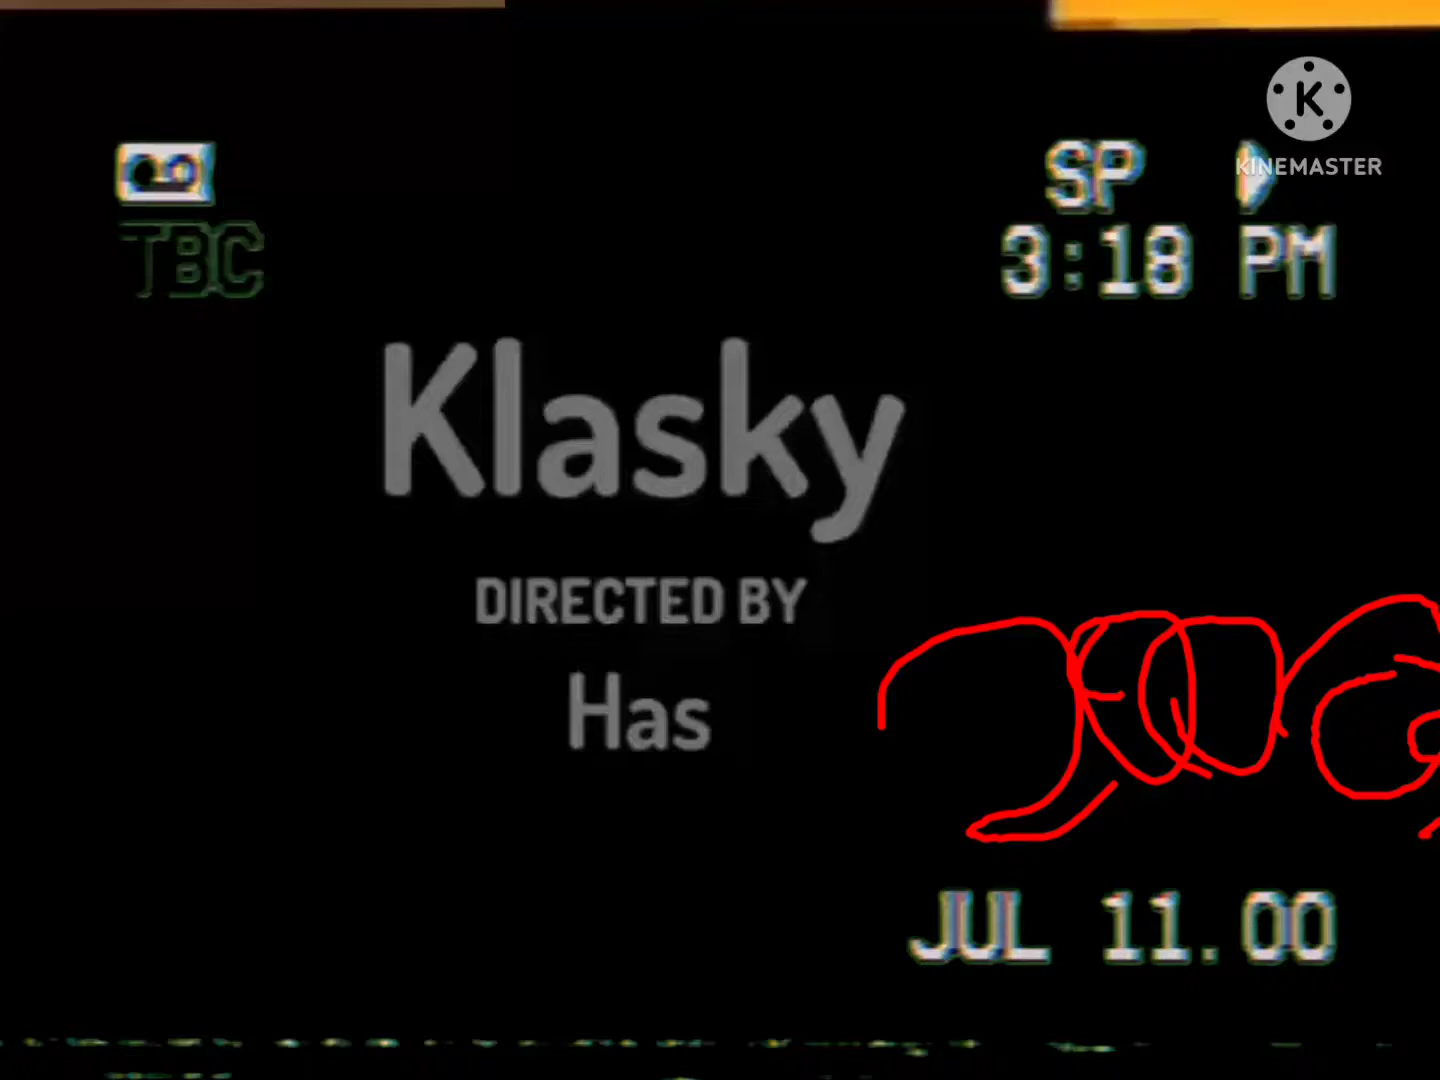 SP
KINEMASTER
TBC
3:18 PM
Klasky
DIRECTED BY
Has
JUL 11.00